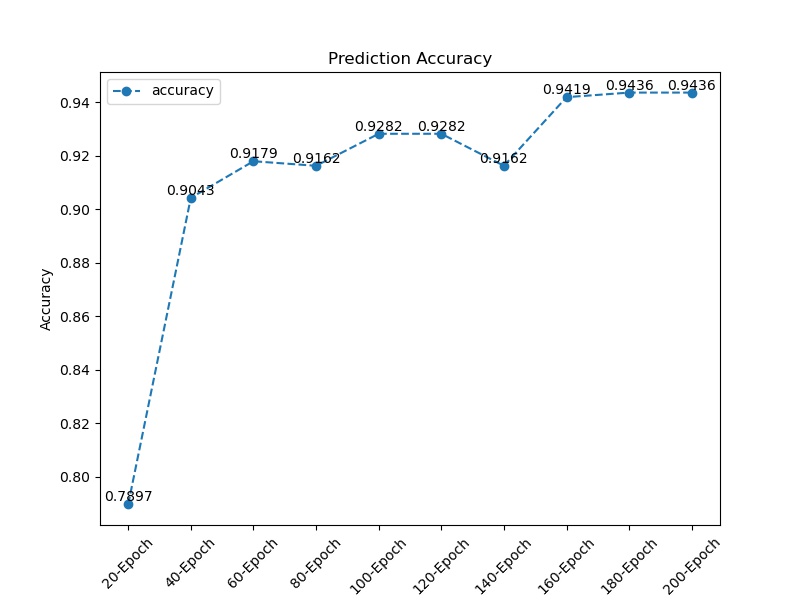 Prediction Accuracy
accuracy
0.94
0.92
0.90
0.88
0.86
0.84
0.82
0.80
Accuracy
0.7897
0.9043
0.9179
0.9162
0.9282
0.9282
0.9162
0.9419
0.9436
0.9436
20-Epoch
40-Epoch
60-Epoch
80-Epoch
100-Epoch
120-Epoch
140-Epoch
160-Epoch
180-Epoch
200-Epoch